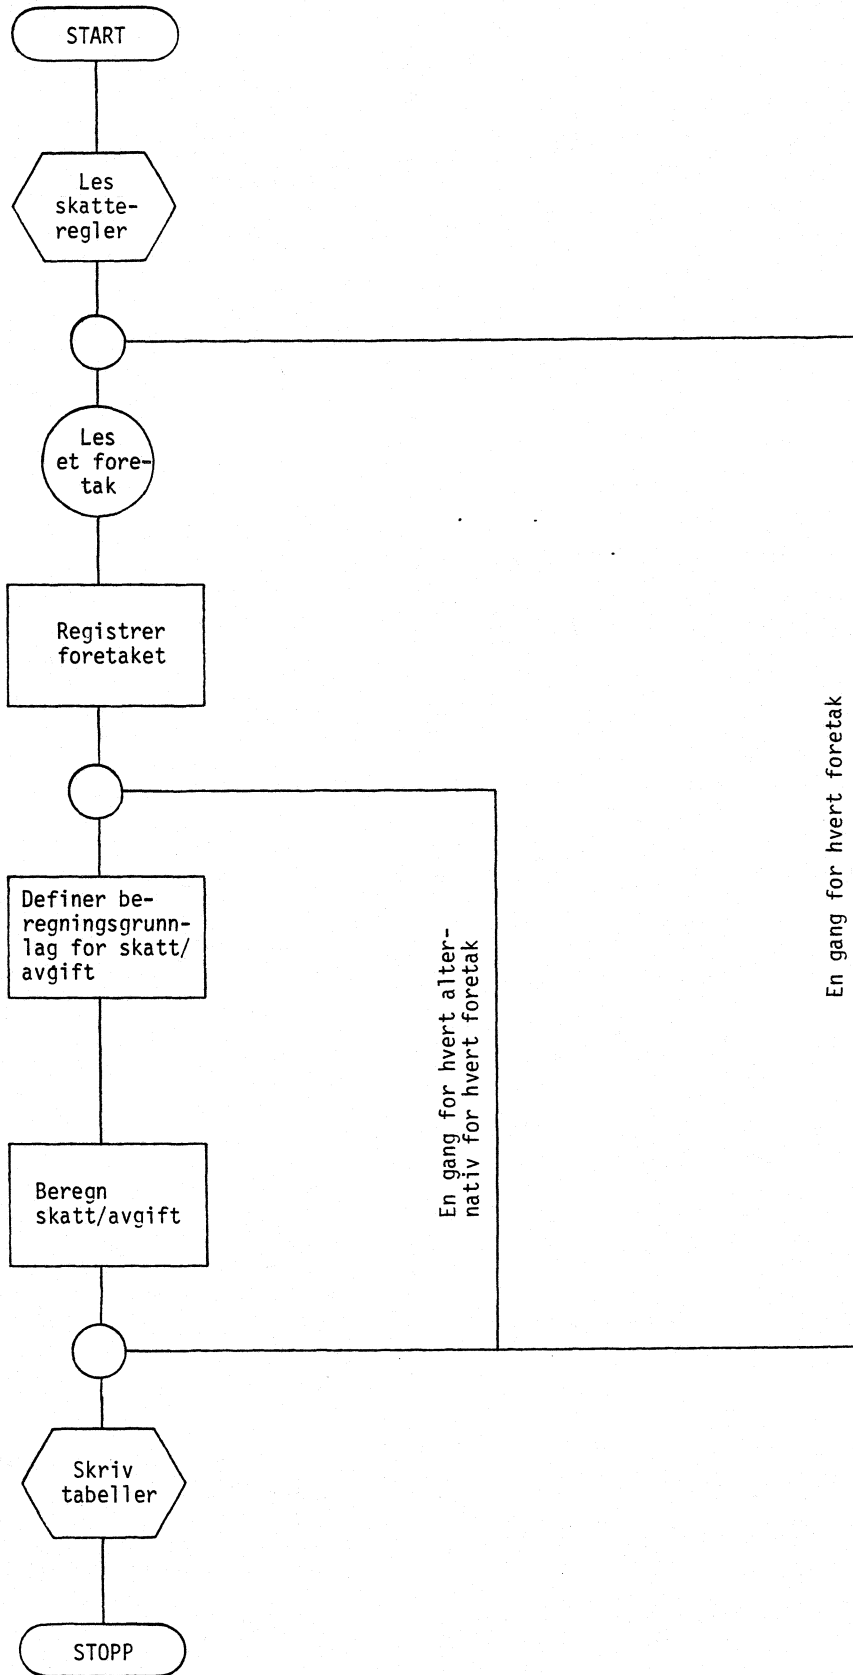 START
Les
skatte-
regler
Les
et fore-
tak
Registrer
foretaket
Definer be-
regningsgrunn-
lag for skatt/
avgift
En gang for hvert alter-
nativ for hvert foretak
En gang for hvert foretak
Beregn
skatt/avgift
Skriv
tabeller
STOPP